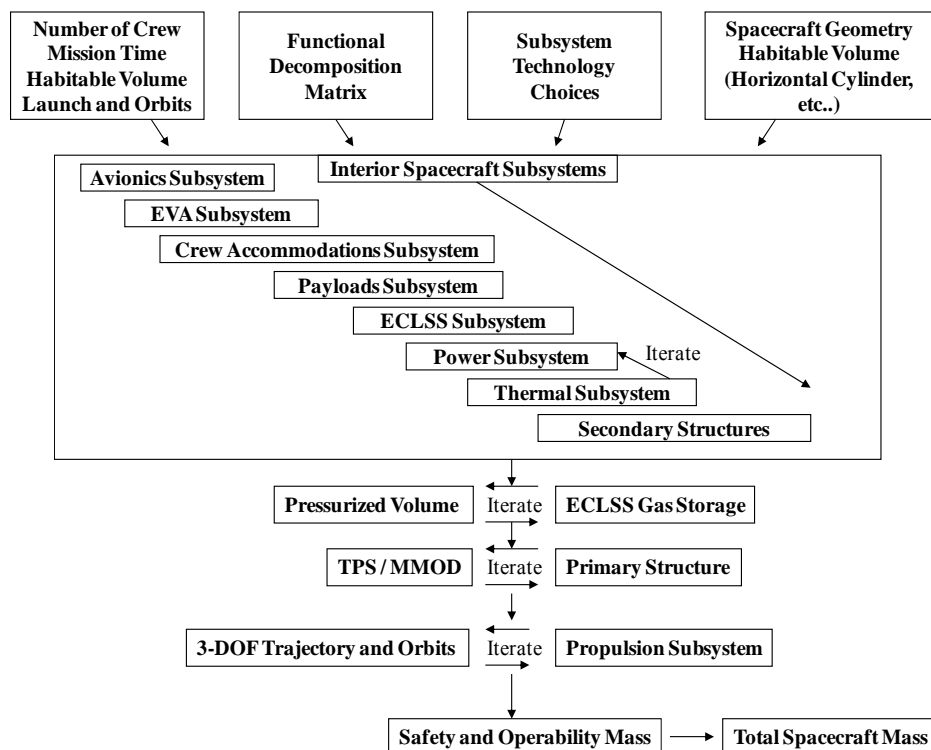 Number of Crew
Mission Time
Habitable Volume
Launch and Orbits
Functional
Decomposition
Matrix
Subsystem
Technology
Choices
Spacecraft Geometry
Habitable Volume
(Horizontal Cylinder,
etc..)
Interior Spacecraft Subsystems
Avionics Subsystem
EVA Subsystem
Crew Accommodations Subsystem
Payloads Subsystem
ECLSS Subsystem
Power Subsystem
Iterate
Thermal Subsystem
Secondary Structures
Pressurized Volume
Iterate
ECLSS Gas Storage
TPS / MMOD
Iterate
Primary Structure
3-DOF Trajectory and Orbits
Iterate
Propulsion Subsystem
Safety and Operability Mass
Total Spacecraft Mass